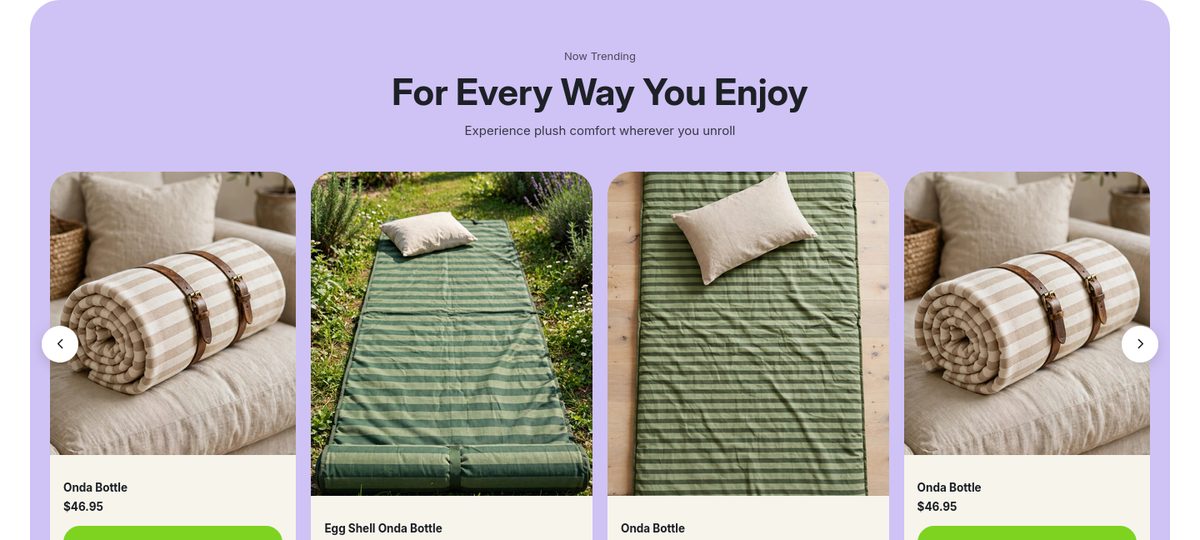 Now Trending
For Every Way You Enjoy
Experience plush comfort wherever you unroll
Onda Bottle
$46.95
Egg Shell Onda Bottle
Onda Bottle
Onda Bottle
$46.95